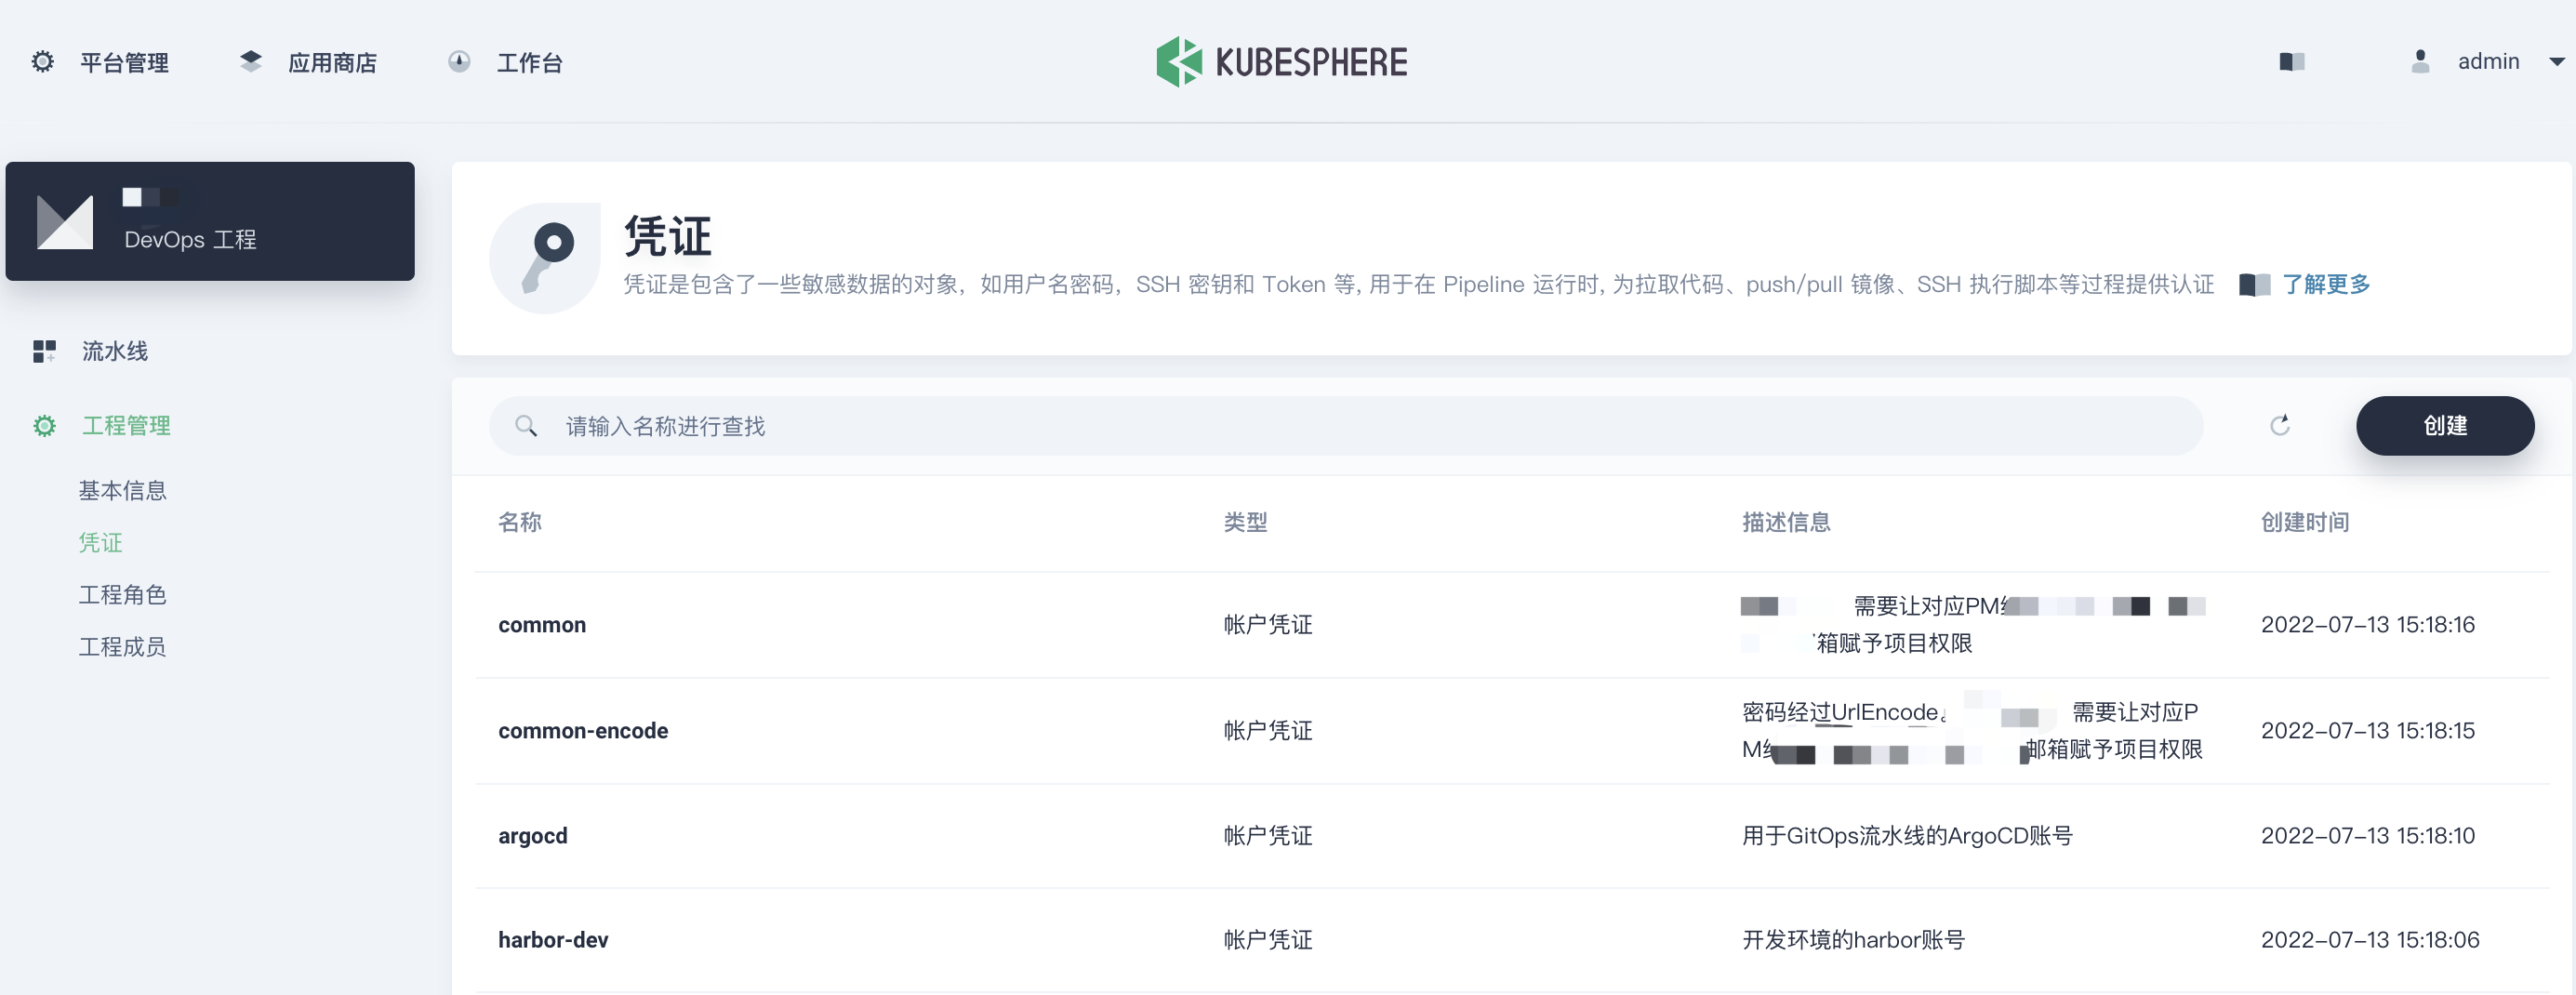 平台管理
应用商店
工作台
KUBESPHERE
admin
DevOps 工程
流水线
工程管理
基本信息
凭证
工程角色
工程成员
凭证
凭证是包含了一些敏感数据的对象，如用户名密码，SSH 密钥和 Token 等, 用于在 Pipeline 运行时, 为拉取代码、push/pull 镜像、SSH 执行脚本等过程提供认证 了解更多
请输入名称进行查找
创建
名称 类型 描述信息 创建时间
common 帐户凭证 需要让对应PM 2022-07-13 15:18:16
箱赋予项目权限
common-encode 帐户凭证 密码经过UrlEncode 需要让对应P 2022-07-13 15:18:15
M 邮箱赋予项目权限
argocd 帐户凭证 用于GitOps流水线的ArgoCD账号 2022-07-13 15:18:10
harbor-dev 帐户凭证 开发环境的harbor账号 2022-07-13 15:18:06